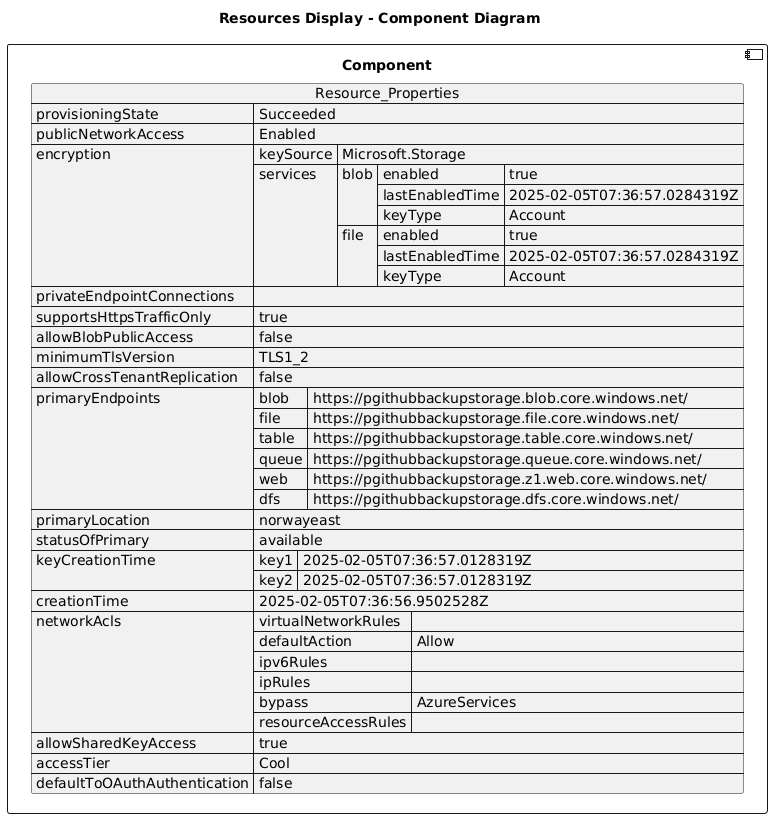 Resources Display - Component Diagram
Component
Resource_Properties
provisioningState Succeeded
publicNetworkAccess Enabled
encryption keySource Microsoft.Storage
services blob enabled true
lastEnabledTime 2025-02-05T07:36:57.0284319Z
keyType Account
file enabled true
lastEnabledTime 2025-02-05T07:36:57.0284319Z
keyType Account
privateEndpointConnections
supportsHttpsTrafficOnly true
allowBlobPublicAccess false
minimumTlsVersion TLS1_2
allowCrossTenantReplication false
primaryEndpoints blob https://pgithubbackupstorage.blob.core.windows.net/
file https://pgithubbackupstorage.file.core.windows.net/
table https://pgithubbackupstorage.table.core.windows.net/
queue https://pgithubbackupstorage.queue.core.windows.net/
web https://pgithubbackupstorage.z1.web.core.windows.net/
dfs https://pgithubbackupstorage.dfs.core.windows.net/
primaryLocation norwayeast
statusOfPrimary available
keyCreationTime key1 2025-02-05T07:36:57.0128319Z
key2 2025-02-05T07:36:57.0128319Z
creationTime 2025-02-05T07:36:56.9502528Z
networkAcls virtualNetworkRules
defaultAction Allow
ipv6Rules
ipRules
bypass AzureServices
resourceAccessRules
allowSharedKeyAccess true
accessTier Cool
defaultToOAuthAuthentication false